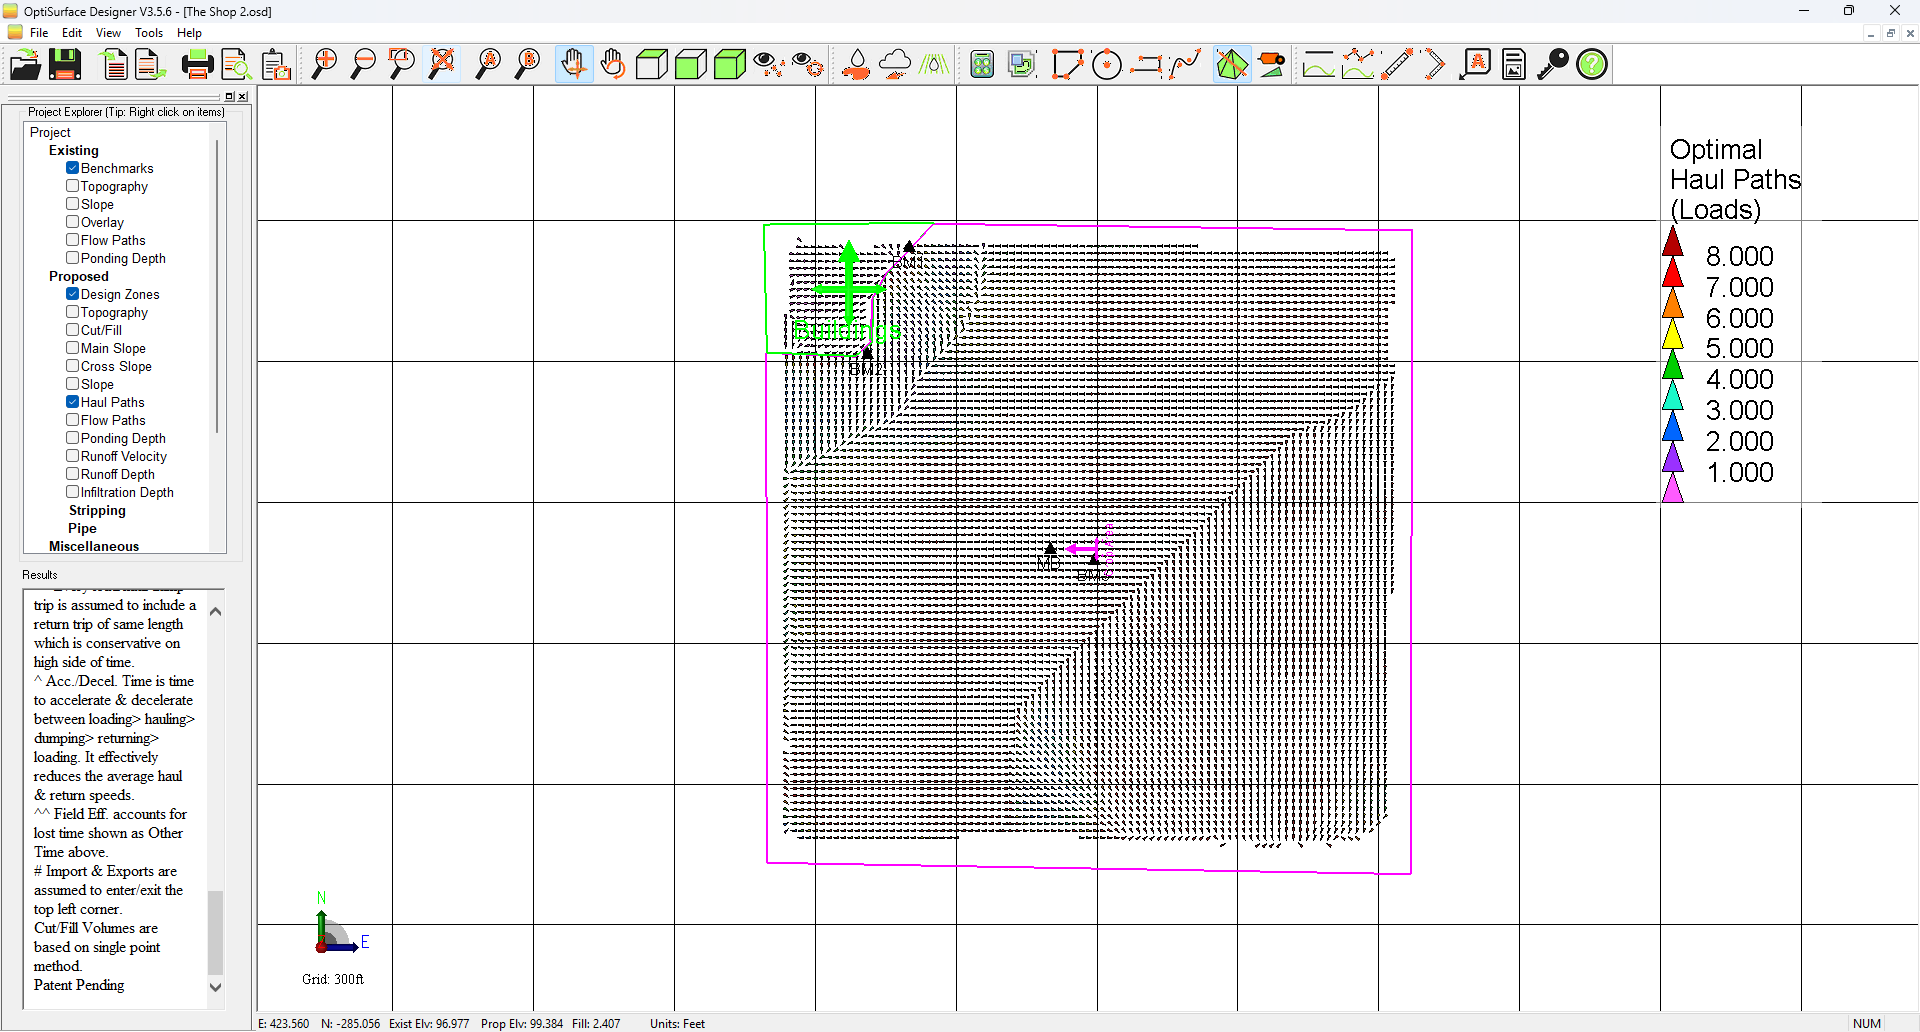 OptiSurface Designer V3.5.6 - [The Shop 2.osd]
File Edit View Tools Help
Project Explorer (Tip: Right click on items)
Project
Existing
Benchmarks
Topography
Slope
Overlay
Flow Paths
Ponding Depth
Proposed
Design Zones
Topography
Cut/Fill
Main Slope
Cross Slope
Slope
Haul Paths
Flow Paths
Ponding Depth
Runoff Velocity
Runoff Depth
Infiltration Depth
Stripping
Pipe
Miscellaneous
Results
trip is assumed to include a
return trip of same length
which is conservative on
high side of time.
^ Acc./Decel. Time is time
to accelerate & decelerate
between loading> hauling>
dumping> returning>
loading. It effectively
reduces the average haul
& return speeds.
^^ Field Eff. accounts for
lost time shown as Other
Time above.
# Import & Exports are
assumed to enter/exit the
top left corner.
Cut/Fill Volumes are
based on single point
method.
Patent Pending
BM1
Buildings
BM2
MB
BM3
Optimal
Haul Paths
(Loads)
8.000
7.000
6.000
5.000
4.000
3.000
2.000
1.000
N
E
Grid: 300ft
E: 423.560 N: -285.056 Exist Elv: 96.977 Prop Elv: 99.384 Fill: 2.407 Units: Feet
NUM